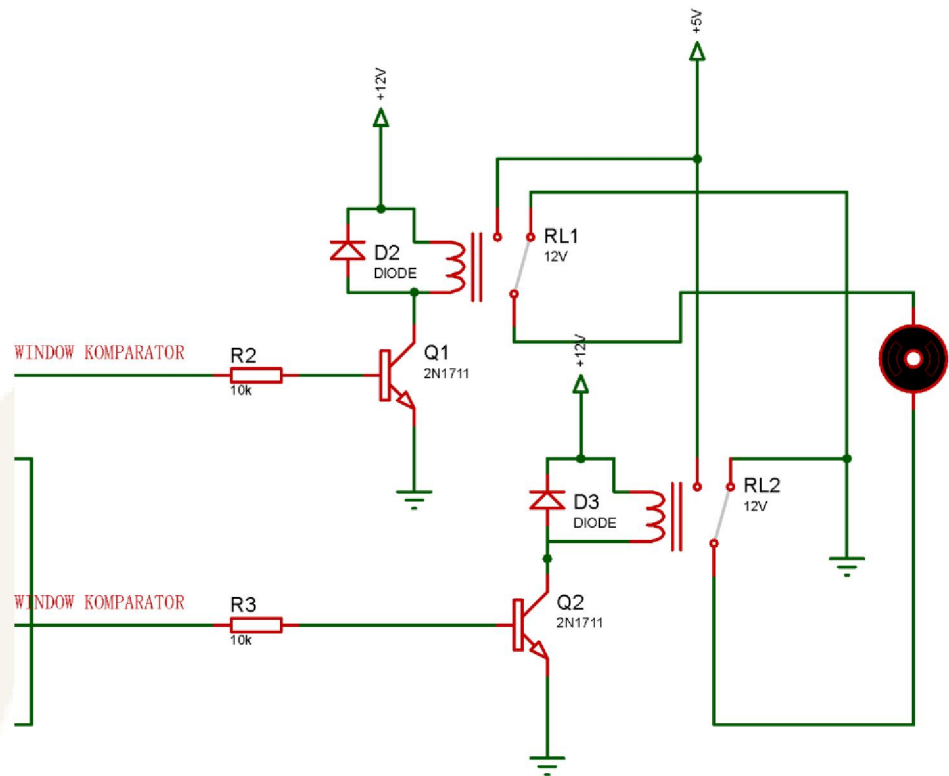 +5V
+12V
RL1
12V
D2
DIODE
WINDOW KOMPARATOR
R2
10k
Q1
2N1711
+12V
RL2
12V
D3
DIODE
WINDOW KOMPARATOR
R3
10k
Q2
2N1711